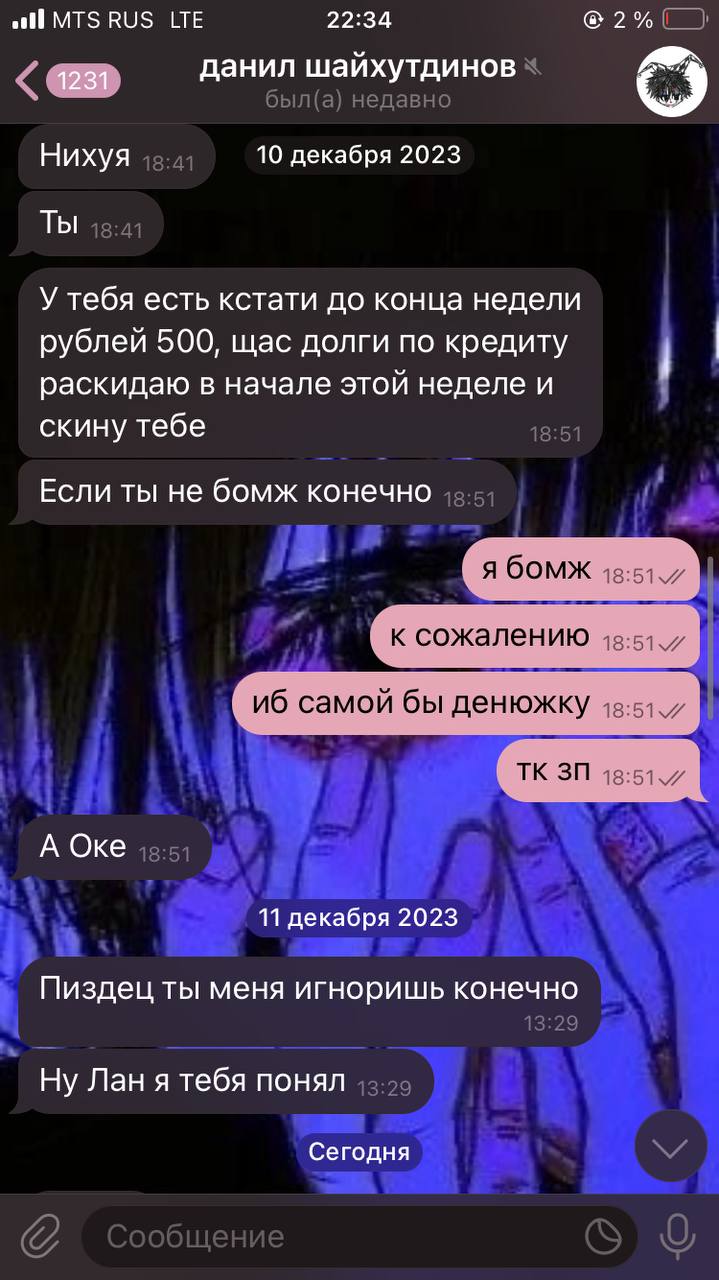 MTS RUS LTE 22:34 2 %
1231 данил шайхутдинов
был(а) недавно
Нихуя 18:41
10 декабря 2023
Ты 18:41
У тебя есть кстати до конца недели
рублей 500, щас долги по кредиту
раскидаю в начале этой неделе и
скину тебе 18:51
Если ты не бомж конечно 18:51
я бомж 18:51
к сожалению 18:51
иб самой бы денюжку 18:51
тк зп 18:51
А Оке 18:51
11 декабря 2023
Пиздец ты меня игноришь конечно
13:29
Ну Лан я тебя понял 13:29
Сегодня
Сообщение